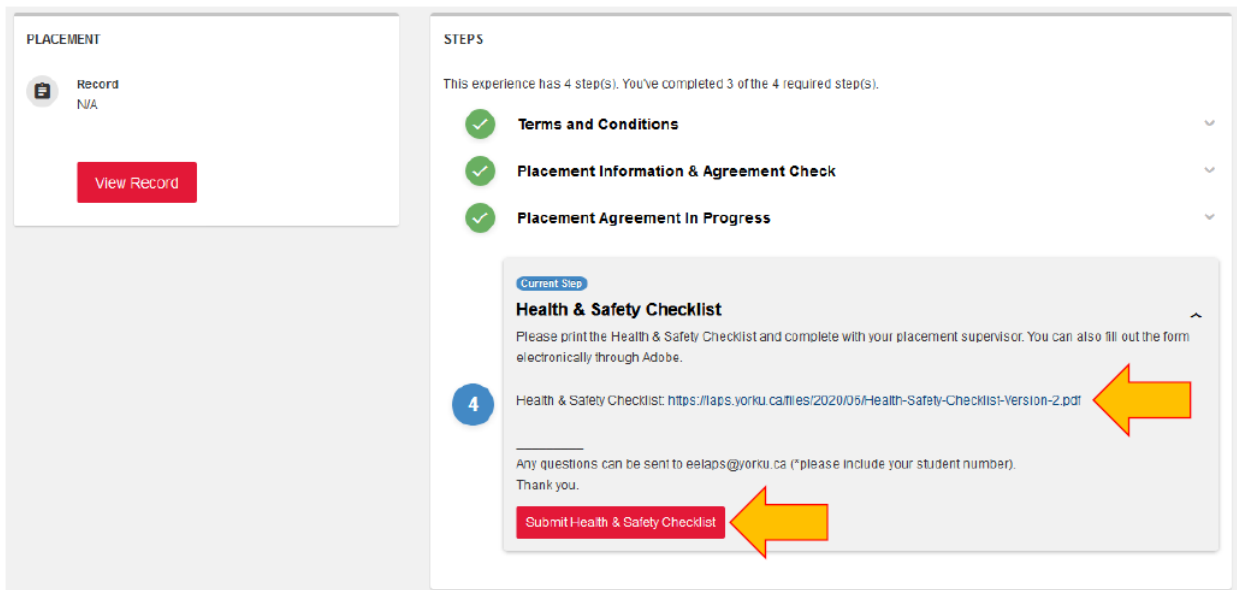 PLACEMENT
Record
N/A
View Record
STEPS
This experience has 4 step(s). You've completed 3 of the 4 required step(s).
Terms and Conditions
Placement Information & Agreement Check
Placement Agreement In Progress
Current Step
Health & Safety Checklist
Please print the Health & Safety Checklist and complete with your placement supervisor. You can also fill out the form
electronically through Adobe.
4
Health & Safety Checklist: https://laps.yorku.ca/files/2020/06/Health-Safety-Checklist-Version-2.pdf
Any questions can be sent to eelaps@yorku.ca (*please include your student number).
Thank you.
Submit Health & Safety Checklist